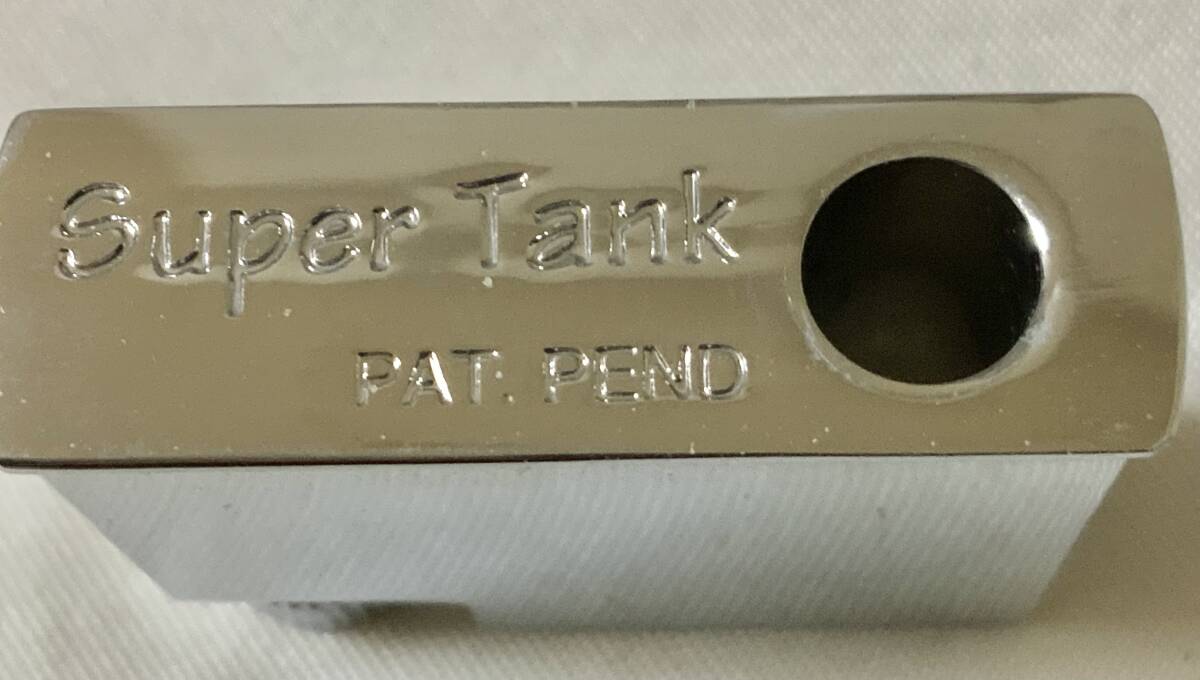 Super Tank
PAT. PEND